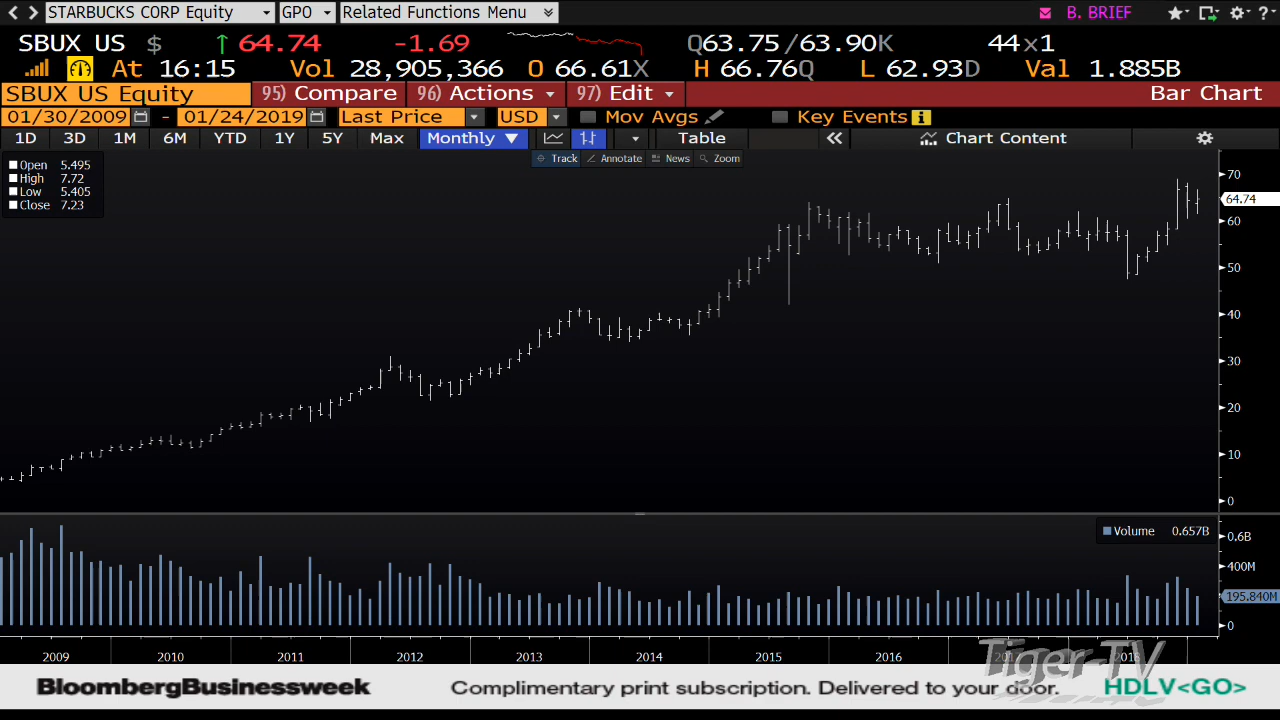 STARBUCKS CORP Equity GPO Related Functions Menu B. BRIEF ?
SBUX US $ ↑ 64.74 -1.69 Q63.75/63.90K 44x1
At 16:15 Vol 28,905,366 O 66.61X H 66.76Q L 62.93D Val 1.885B
SBUX US Equity 95) Compare 96) Actions 97) Edit Bar Chart
01/30/2009 - 01/24/2019 Last Price USD Mov Avgs Key Events i
1D 3D 1M 6M YTD 1Y 5Y Max Monthly ▼ Table « Chart Content
Track Annotate News Zoom
Open 5.495
High 7.72
Low 5.405
Close 7.23
70
64.74
60
50
40
30
20
10
0
Volume 0.657B
0.6B
400M
195.840M
0
2009 2010 2011 2012 2013 2014 2015 2016 2017 2018
Tiger-TV
BloombergBusinessweek Complimentary print subscription. Delivered to your door. HDLV<GO>